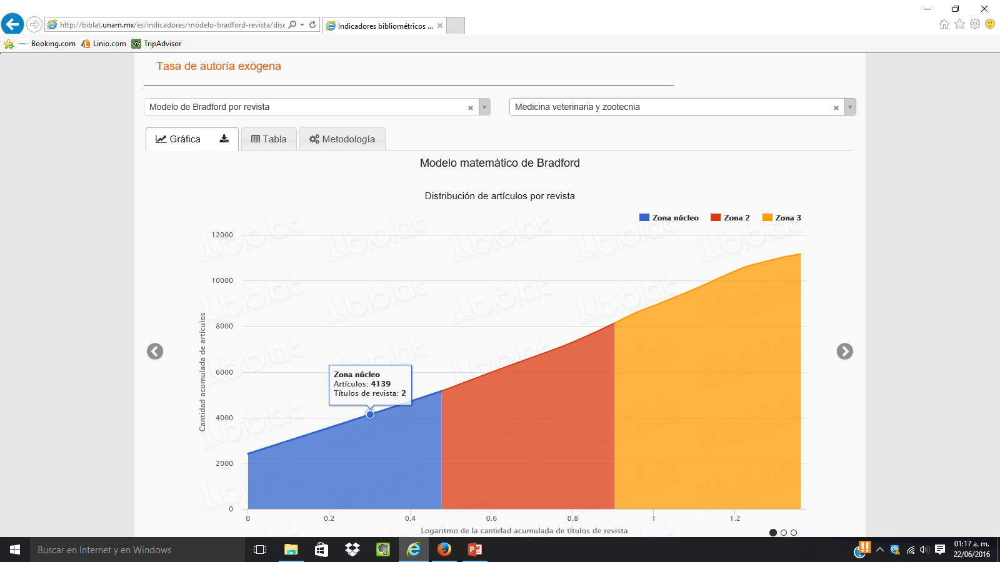 http://biblat.unam.mx/es/indicadores/modelo-bradford-revista/disc
Indicadores bibliométricos ...
Booking.com
Linio.com
TripAdvisor
Tasa de autoría exógena
Modelo de Bradford por revista
Medicina veterinaria y zootecnia
Gráfica
Tabla
Metodología
Modelo matemático de Bradford
Distribución de artículos por revista
Zona núcleo
Zona 2
Zona 3
12000
10000
8000
6000
4000
2000
0
Cantidad acumulada de artículos
Zona núcleo
Artículos: 4139
Títulos de revista: 2
0
0.2
0.4
0.6
0.8
1
1.2
Logaritmo de la cantidad acumulada de títulos de revista
biblat
Buscar en Internet y en Windows
01:17 a. m.
22/06/2016